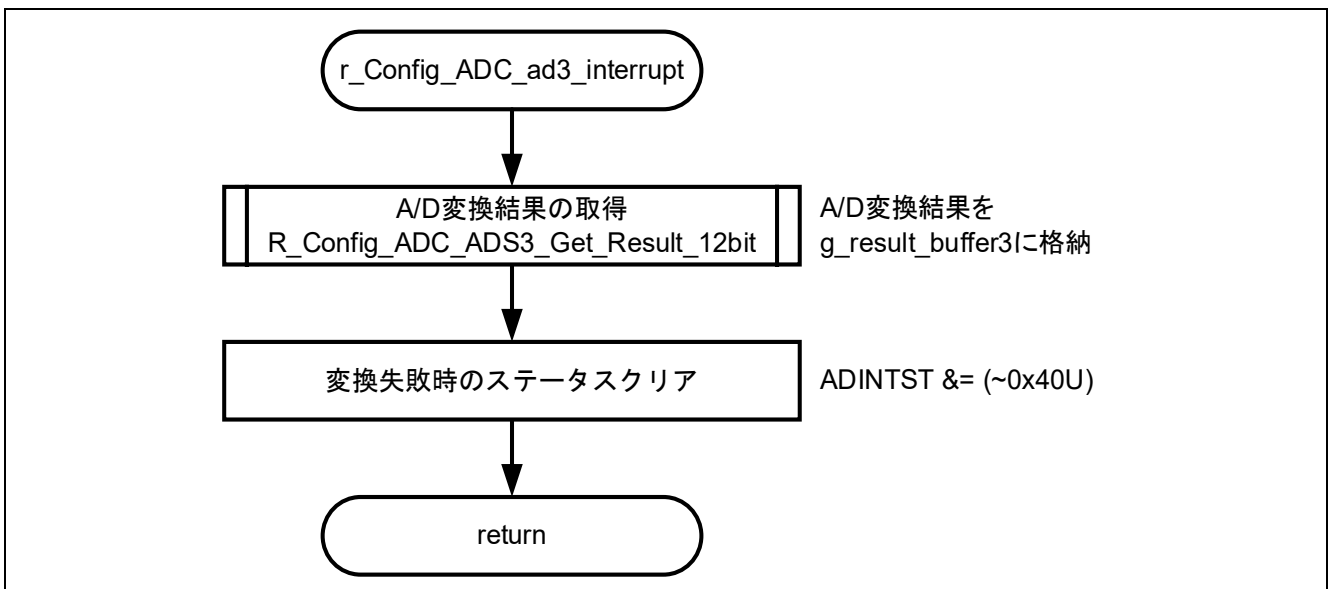 r_Config_ADC_ad3_interrupt
A/D変換結果の取得
R_Config_ADC_ADS3_Get_Result_12bit
A/D変換結果を
g_result_buffer3に格納
変換失敗時のステータスクリア
ADINTST &= (~0x40U)
return